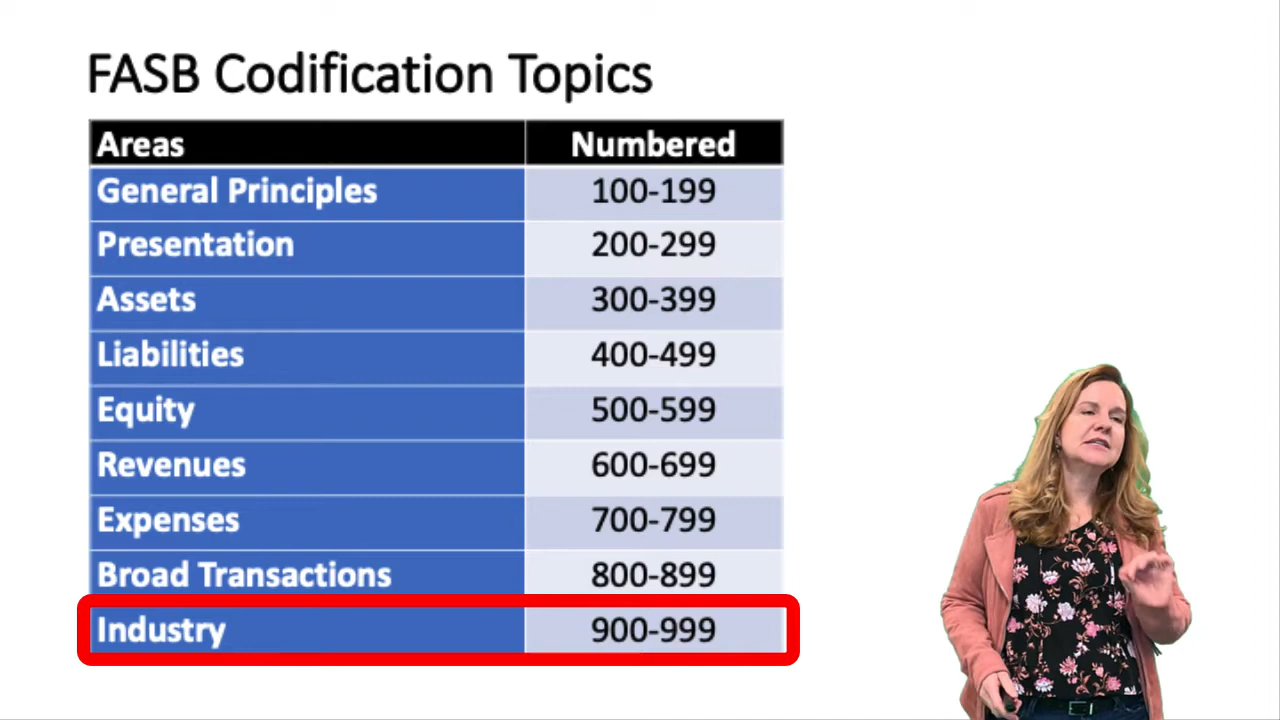 FASB Codification Topics
Areas Numbered
General Principles 100-199
Presentation 200-299
Assets 300-399
Liabilities 400-499
Equity 500-599
Revenues 600-699
Expenses 700-799
Broad Transactions 800-899
Industry 900-999